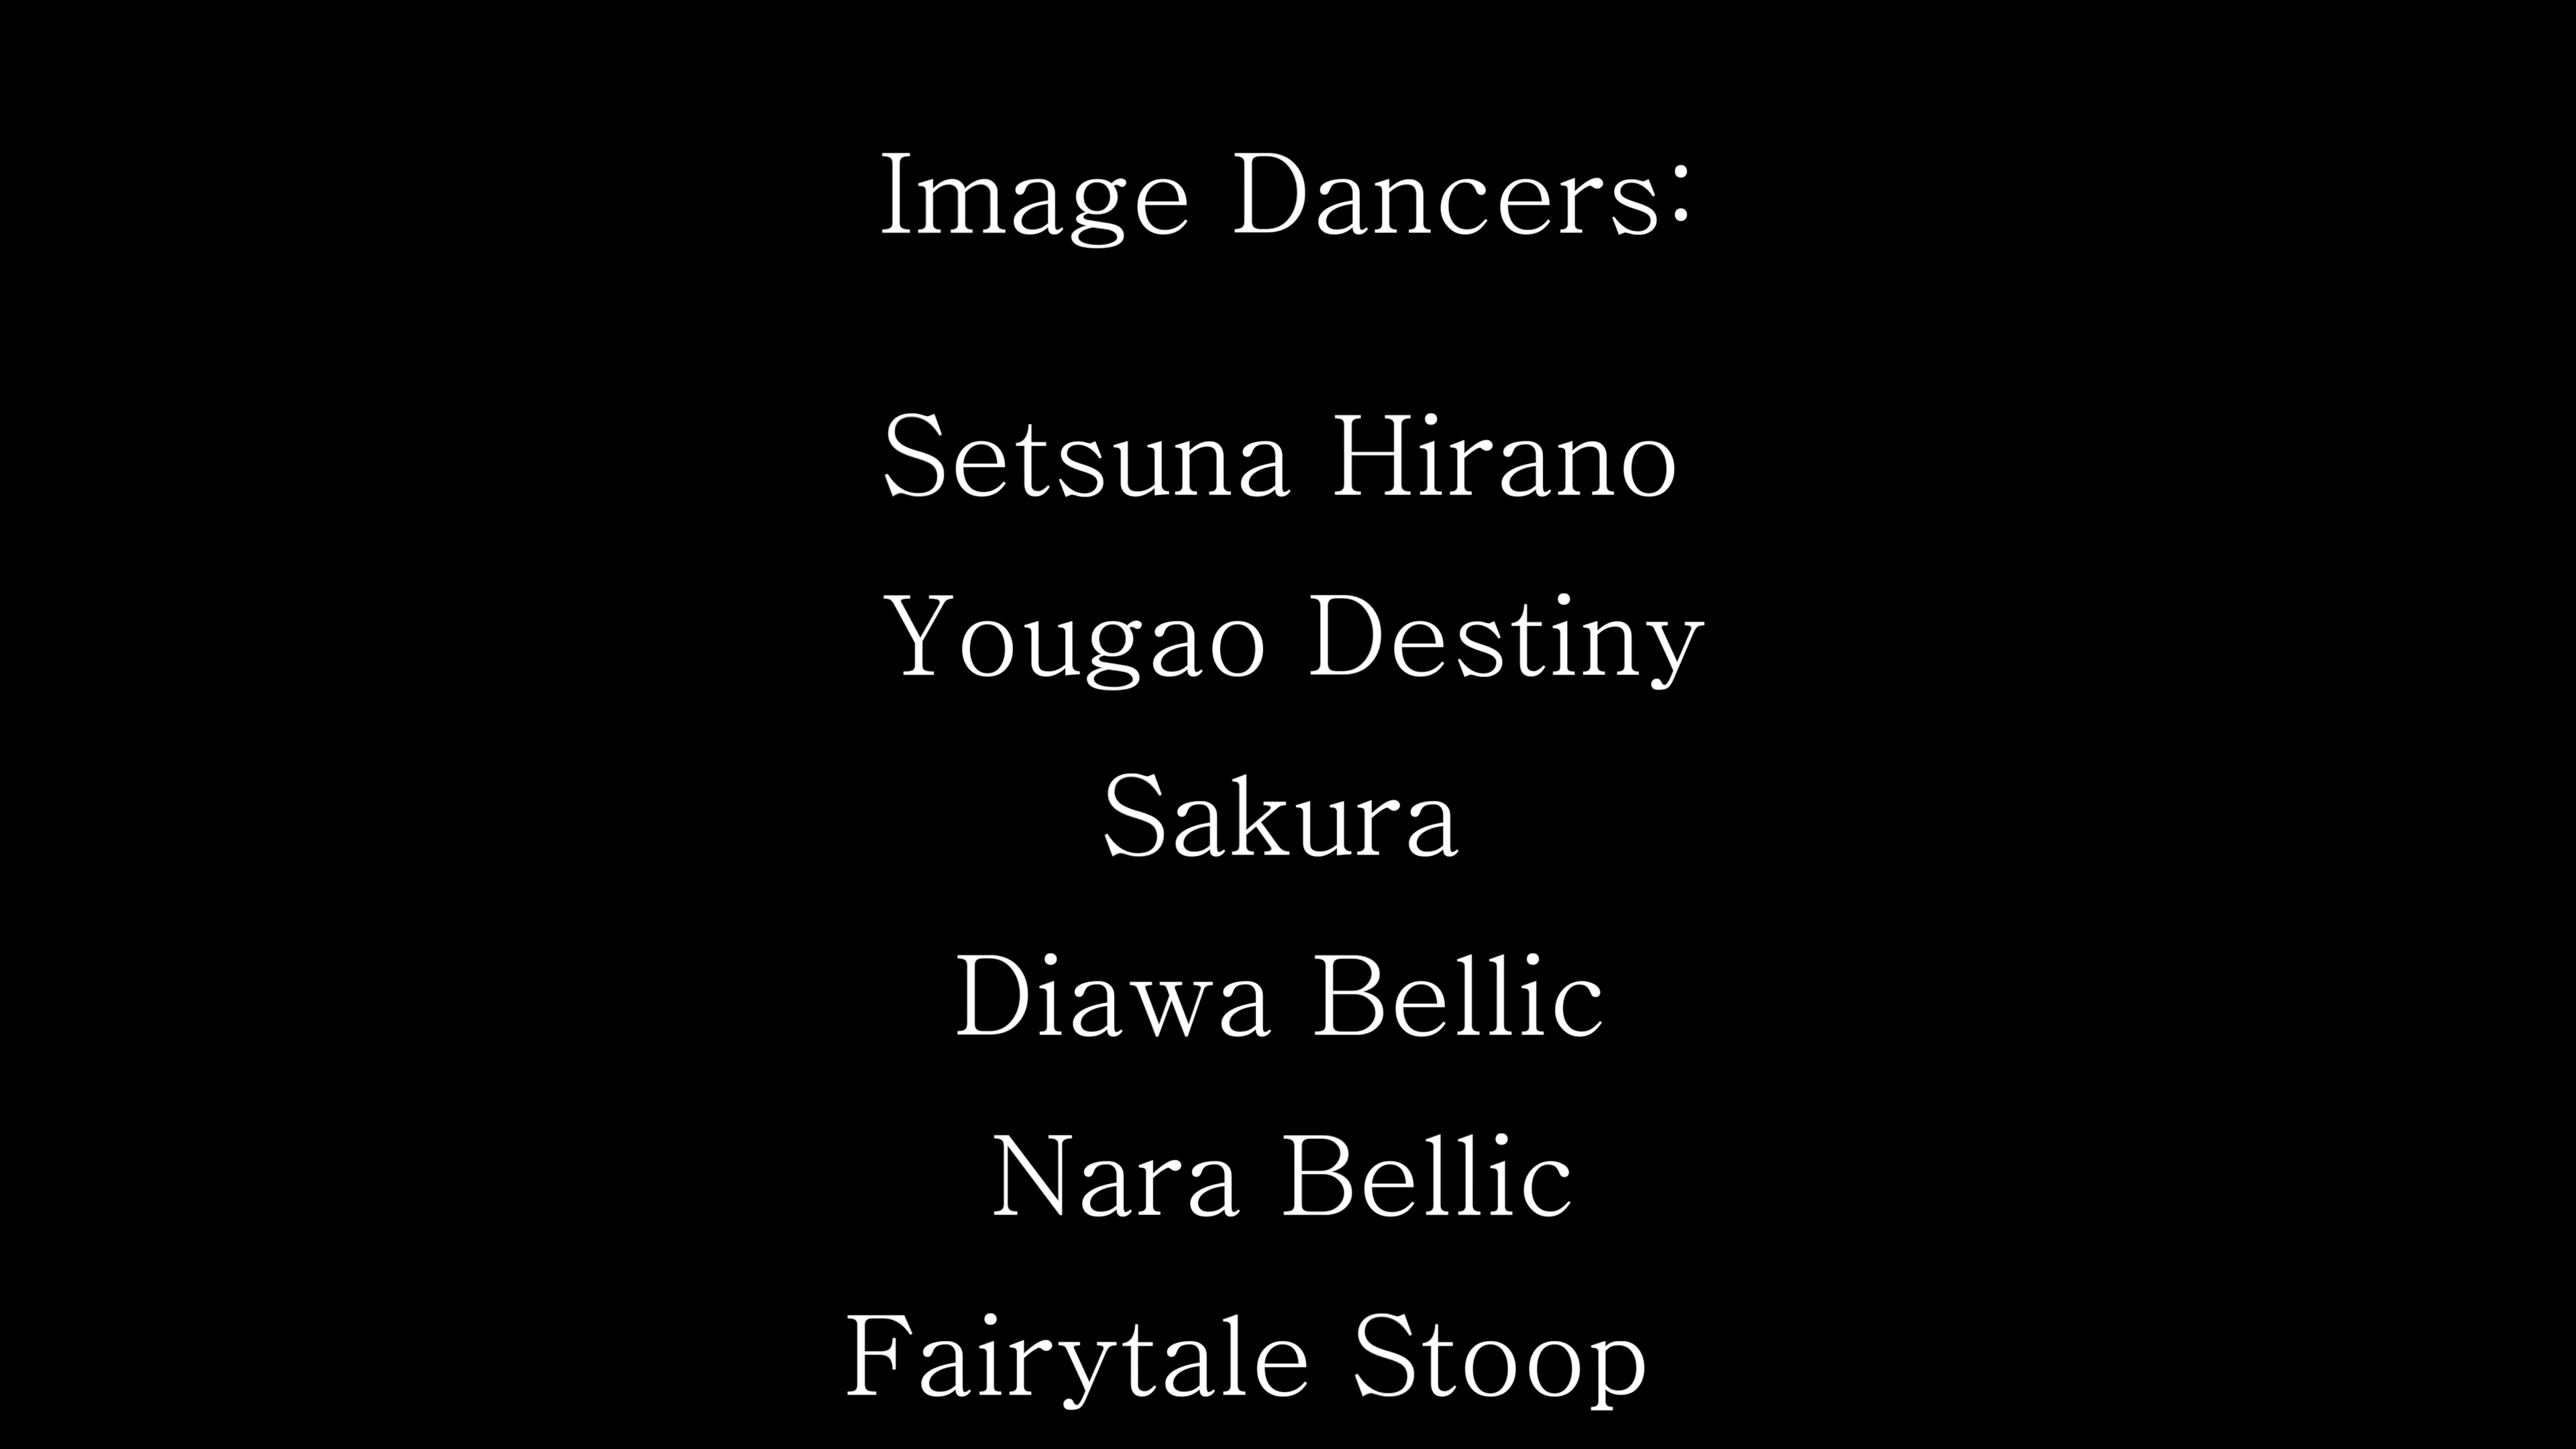 Image Dancers:
Setsuna Hirano
Yougao Destiny
Sakura
Diawa Bellic
Nara Bellic
Fairytale Stoop